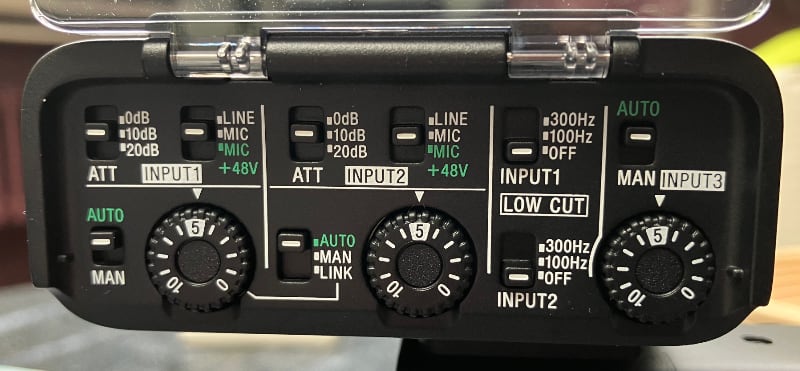 0dB
10dB
20dB
ATT
LINE
MIC
MIC
+48V
INPUT1
AUTO
MAN
5
0
10
0dB
10dB
20dB
ATT
LINE
MIC
MIC
+48V
INPUT2
AUTO
MAN
LINK
5
0
10
300Hz
100Hz
OFF
INPUT1
LOW CUT
300Hz
100Hz
OFF
INPUT2
AUTO
MAN INPUT3
5
0
10